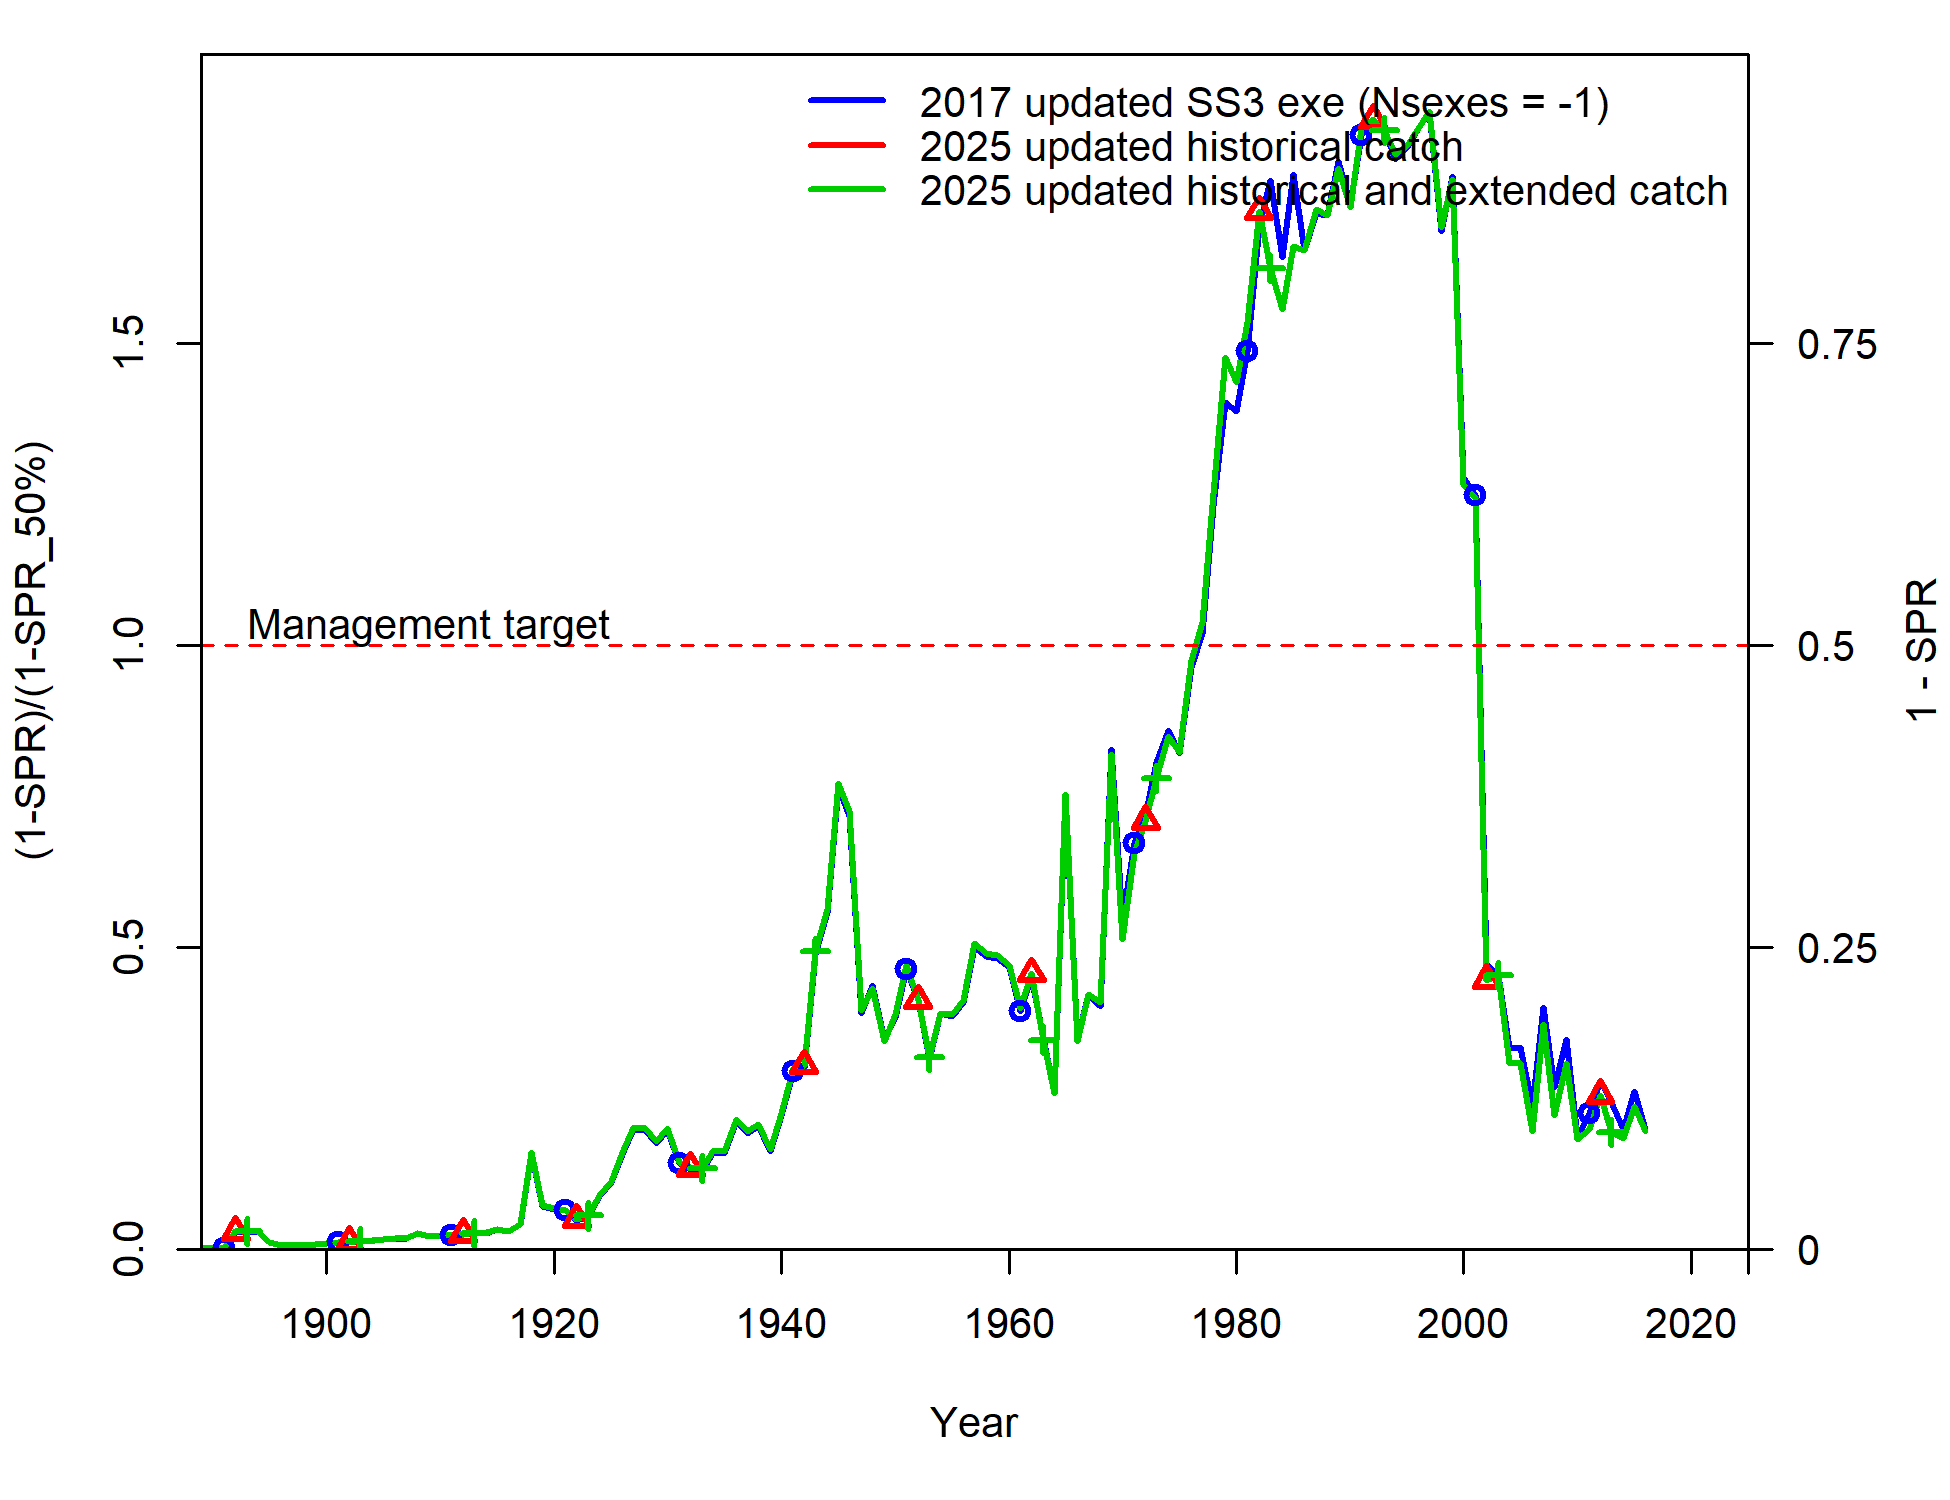 2017 updated SS3 exe (Nsexes = -1)
2025 updated historical catch
2025 updated historical and extended catch
Management target
(1-SPR)/(1-SPR_50%)
0.0
0.5
1.0
1.5
1 - SPR
0
0.25
0.5
0.75
1900
1920
1940
1960
1980
2000
2020
Year